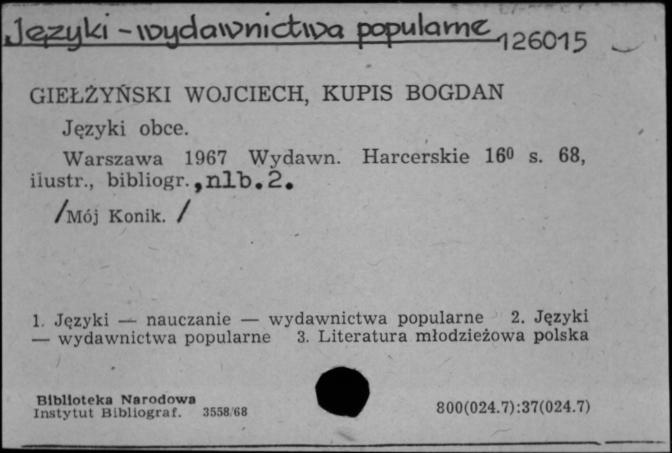 Języki - wydawnictwa popularne 126015
GIEŁŻYŃSKI WOJCIECH, KUPIS BOGDAN
Języki obce.
Warszawa 1967 Wydawn. Harcerskie 16⁰ s. 68,
ilustr., bibliogr.,nlb.2.
/Mój Konik. /
1. Języki — nauczanie — wydawnictwa popularne 2. Języki
— wydawnictwa popularne 3. Literatura młodzieżowa polska
Biblioteka Narodowa
Instytut Bibliograf. 3558/68
800(024.7):37(024.7)